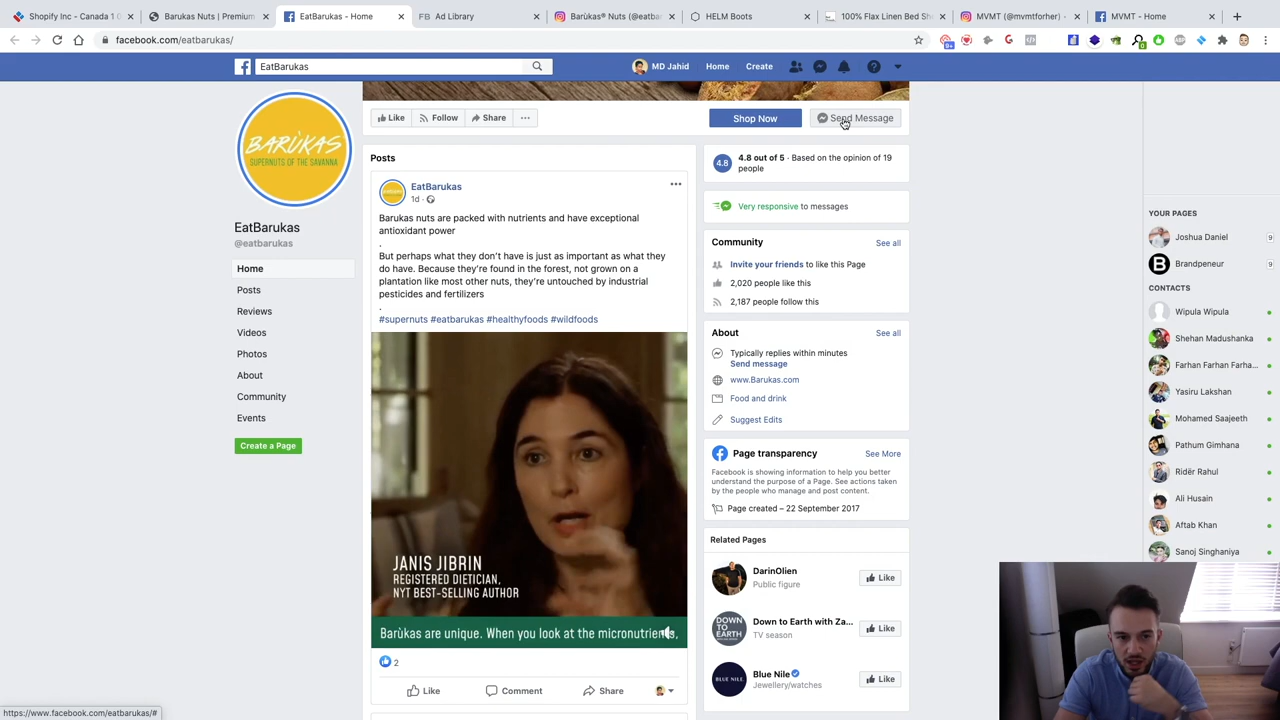 Shopify Inc - Canada 1 0
Barukas Nuts | Premium
EatBarukas - Home
Ad Library
Barùkas® Nuts (@eatbar
HELM Boots
100% Flax Linen Bed She
MVMT (@mvmtforher)
MVMT - Home
facebook.com/eatbarukas/
EatBarukas
MD Jahid
Home
Create
Like
Follow
Share
Shop Now
Send Message
BARÙKAS
SUPERNUTS OF THE SAVANNA
EatBarukas
@eatbarukas
Home
Posts
Reviews
Videos
Photos
About
Community
Events
Create a Page
Posts
EatBarukas
1d
Barukas nuts are packed with nutrients and have exceptional
antioxidant power
.
But perhaps what they don't have is just as important as what they
do have. Because they're found in the forest, not grown on a
plantation like most other nuts, they're untouched by industrial
pesticides and fertilizers
.
#supernuts #eatbarukas #healthyfoods #wildfoods
JANIS JIBRIN
REGISTERED DIETICIAN,
NYT BEST-SELLING AUTHOR
Barùkas are unique. When you look at the micronutrients,
2
Like
Comment
Share
4.8
4.8 out of 5 · Based on the opinion of 19
people
Very responsive to messages
Community
See all
Invite your friends to like this Page
2,020 people like this
2,187 people follow this
About
See all
Typically replies within minutes
Send message
www.Barukas.com
Food and drink
Suggest Edits
Page transparency
See More
Facebook is showing information to help you better
understand the purpose of a Page. See actions taken
by the people who manage and post content.
Page created – 22 September 2017
Related Pages
DarinOlien
Public figure
Like
DOWN TO EARTH
Down to Earth with Za...
TV season
Like
BLUE NILE
Blue Nile
Jewellery/watches
Like
YOUR PAGES
Joshua Daniel
9
Brandpeneur
9
CONTACTS
Wipula Wipula
Shehan Madushanka
Farhan Farhan Farha...
Yasiru Lakshan
Mohamed Saajeeth
Pathum Gimhana
Ridër Rahul
Ali Husain
Aftab Khan
Sanoj Singhaniya
https://www.facebook.com/eatbarukas/#